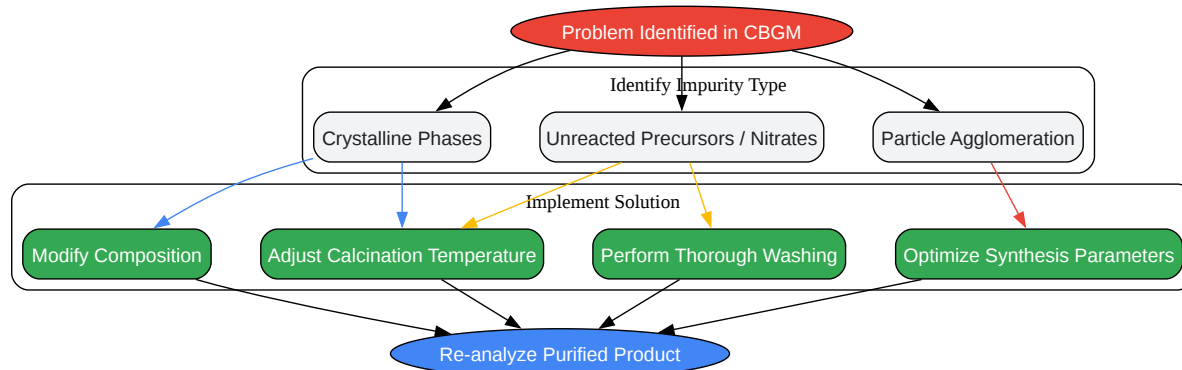 Problem Identified in CBGM
Identify Impurity Type
Crystalline Phases
Unreacted Precursors / Nitrates
Particle Agglomeration
Implement Solution
Modify Composition
Adjust Calcination Temperature
Perform Thorough Washing
Optimize Synthesis Parameters
Re-analyze Purified Product